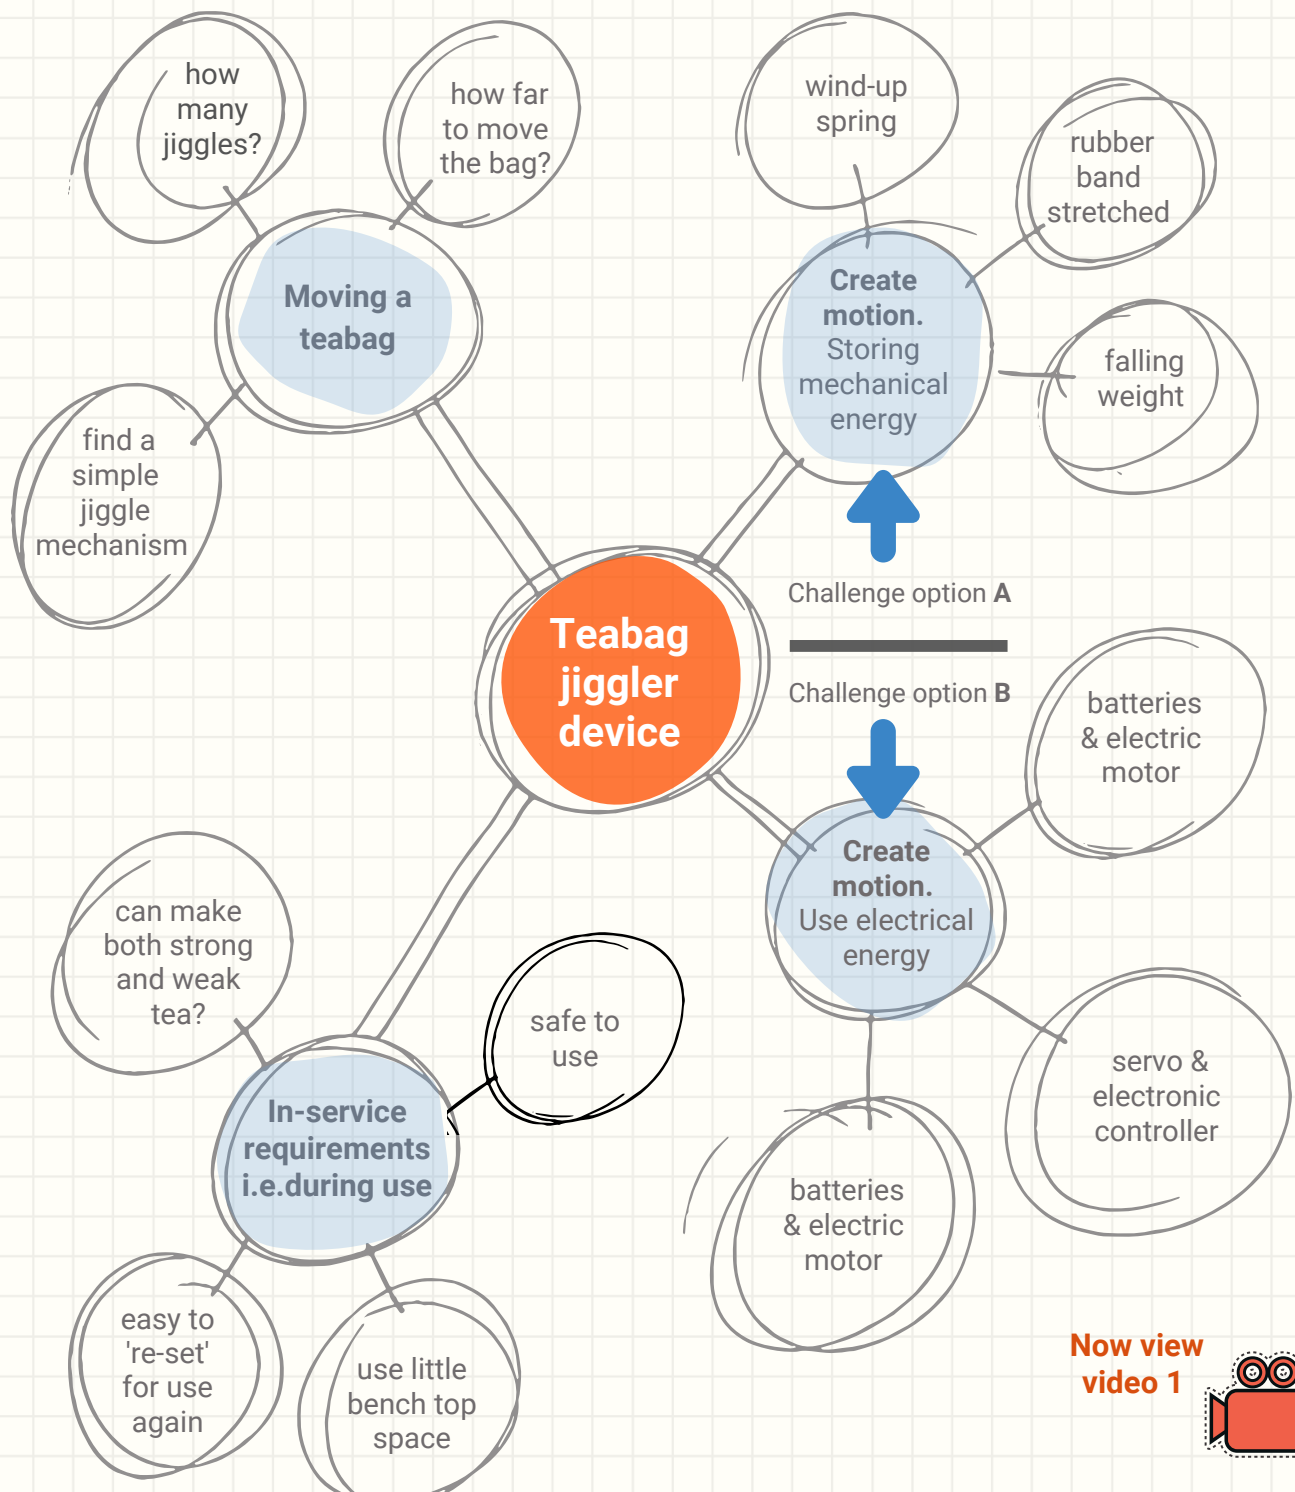 how
many
jiggles?
how far
to move
the bag?
wind-up
spring
rubber
band
stretched
Moving a
teabag
Create
motion.
Storing
mechanical
energy
falling
weight
find a
simple
jiggle
mechanism
Teabag
jiggler
device
Challenge option A
Challenge option B
batteries
& electric
motor
Create
motion.
Use electrical
energy
can make
both strong
and weak
tea?
safe to
use
servo &
electronic
controller
In-service
requirements
i.e.during use
batteries
& electric
motor
easy to
're-set'
for use
again
use little
bench top
space
Now view
video 1